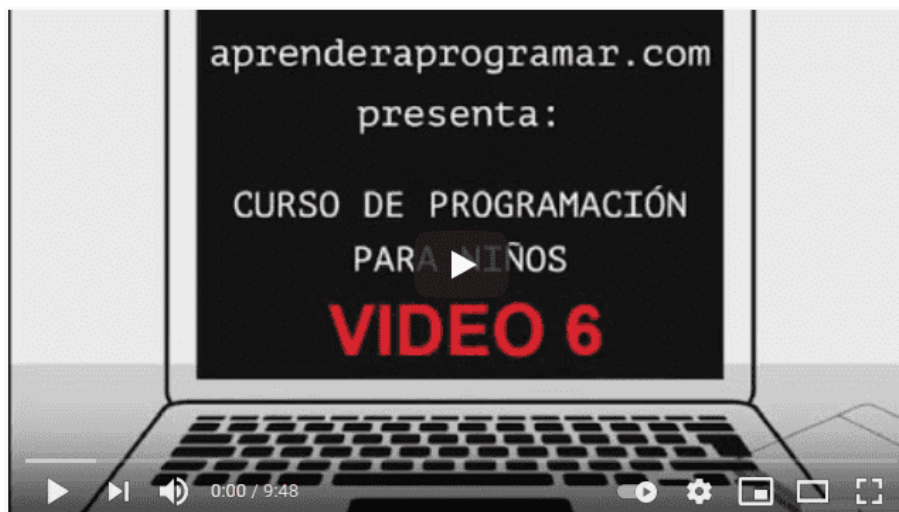 aprenderaprogramar.com
presenta:
CURSO DE PROGRAMACIÓN
PARA NIÑOS
VIDEO 6
0:00 / 9:48